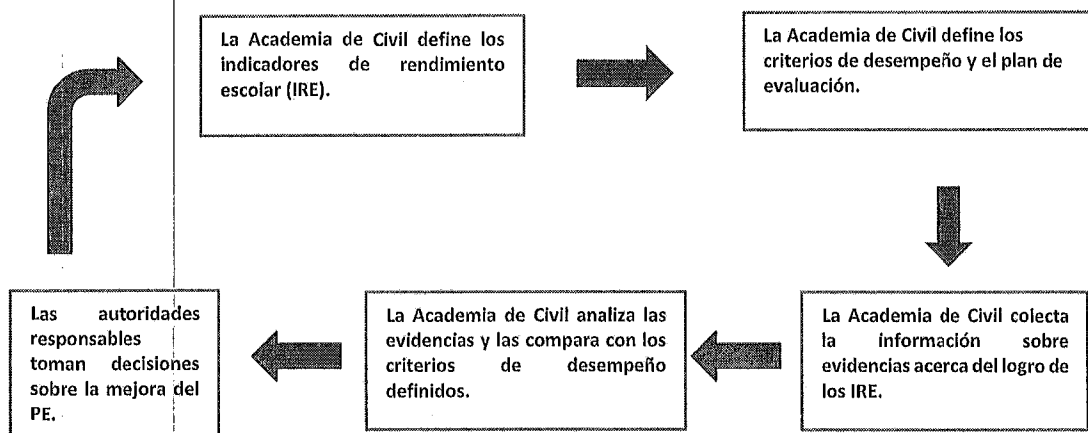 La Academia de Civil define los
indicadores de rendimiento
escolar (IRE).
La Academia de Civil define los
criterios de desempeño y el plan de
evaluación.
La Academia de Civil colecta
la información sobre
evidencias acerca del logro de
los IRE.
La Academia de Civil analiza las
evidencias y las compara con los
criterios de desempeño
definidos.
Las autoridades
responsables
toman decisiones
sobre la mejora del
PE.